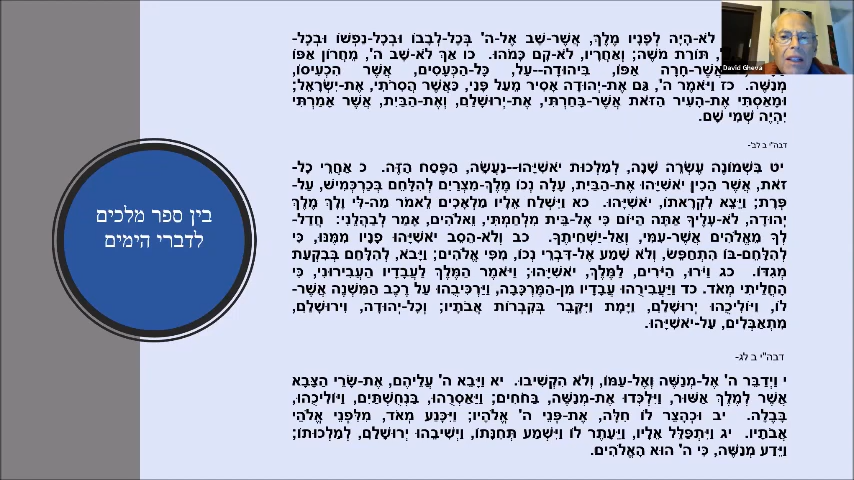 בין ספר מלכים
לדברי הימים
לֹא-הָיָה לְפָנָיו מֶלֶךְ, אֲשֶׁר-שָׁב אֶל-ה' בְּכָל-לְבָבוֹ וּבְכָל-נַפְשׁוֹ וּבְכָל-
תּוֹרַת מֹשֶׁה; וְאַחֲרָיו, לֹא-קָם כָּמֹהוּ. כו אַךְ לֹא-שָׁב ה', מֵחֲרוֹן אַפּוֹ
אֲשֶׁר-חָרָה אַפּוֹ, בִּיהוּדָה--עַל, כָּל-הַכְּעָסִים, אֲשֶׁר הִכְעִיסוֹ,
מְנַשֶּׁה. כז וַיֹּאמֶר ה', גַּם אֶת-יְהוּדָה אָסִיר מֵעַל פָּנַי, כַּאֲשֶׁר הֲסִרֹתִי, אֶת-יִשְׂרָאֵל;
וּמָאַסְתִּי אֶת-הָעִיר הַזֹּאת אֲשֶׁר-בָּחַרְתִּי, אֶת-יְרוּשָׁלִַם, וְאֶת-הַבַּיִת, אֲשֶׁר אָמַרְתִּי
יִהְיֶה שְׁמִי שָׁם.
דבה"י ב לב'-
יט בִּשְׁמוֹנֶה עֶשְׂרֵה שָׁנָה, לְמַלְכוּת יֹאשִׁיָּהוּ--נַעֲשָׂה, הַפֶּסַח הַזֶּה. כ אַחֲרֵי כָל-
זֹאת, אֲשֶׁר הֵכִין יֹאשִׁיָּהוּ אֶת-הַבַּיִת, עָלָה נְכוֹ מֶלֶךְ-מִצְרַיִם לְהִלָּחֵם בְּכַרְכְּמִישׁ, עַל-
פְּרָת; וַיֵּצֵא לִקְרָאתוֹ, יֹאשִׁיָּהוּ. כא וַיִּשְׁלַח אֵלָיו מַלְאָכִים לֵאמֹר מַה-לִּי וָלָךְ מֶלֶךְ
יְהוּדָה, לֹא-עָלֶיךָ אַתָּה הַיּוֹם כִּי אֶל-בֵּית מִלְחַמְתִּי, וֵאלֹהִים, אָמַר לְבַהֲלֵנִי: חֲדַל-
לְךָ מֵאֱלֹהִים אֲשֶׁר-עִמִּי, וְאַל-יַשְׁחִיתֶךָ. כב וְלֹא-הֵסֵב יֹאשִׁיָּהוּ פָנָיו מִמֶּנּוּ, כִּי
לְהִלָּחֵם-בּוֹ הִתְחַפֵּשׂ, וְלֹא שָׁמַע אֶל-דִּבְרֵי נְכוֹ, מִפִּי אֱלֹהִים; וַיָּבֹא, לְהִלָּחֵם בְּבִקְעַת
מְגִדּוֹ. כג וַיֹּרוּ, הַיֹּרִים, לַמֶּלֶךְ, יֹאשִׁיָּהוּ; וַיֹּאמֶר הַמֶּלֶךְ לַעֲבָדָיו הַעֲבִירוּנִי, כִּי
הָחֳלֵיתִי מְאֹד. כד וַיַּעֲבִירֻהוּ עֲבָדָיו מִן-הַמֶּרְכָּבָה, וַיַּרְכִּיבֻהוּ עַל רֶכֶב הַמִּשְׁנֶה אֲשֶׁר-
לוֹ, וַיּוֹלִיכֻהוּ יְרוּשָׁלִַם, וַיָּמָת וַיִּקָּבֵר בְּקִבְרוֹת אֲבֹתָיו; וְכָל-יְהוּדָה, וִירוּשָׁלִַם,
מִתְאַבְּלִים, עַל-יֹאשִׁיָּהוּ.
דבה"י ב לג-
י וַיְדַבֵּר ה' אֶל-מְנַשֶּׁה וְאֶל-עַמּוֹ, וְלֹא הִקְשִׁיבוּ. יא וַיָּבֵא ה' עֲלֵיהֶם, אֶת-שָׂרֵי הַצָּבָא
אֲשֶׁר לְמֶלֶךְ אַשּׁוּר, וַיִּלְכְּדוּ אֶת-מְנַשֶּׁה, בַּחֹחִים; וַיַּאַסְרֻהוּ, בַּנְחֻשְׁתַּיִם, וַיּוֹלִיכֻהוּ,
בָּבֶלָה. יב וּכְהָצֵר לוֹ חִלָּה, אֶת-פְּנֵי ה' אֱלֹהָיו; וַיִּכָּנַע מְאֹד, מִלִּפְנֵי אֱלֹהֵי
אֲבֹתָיו. יג וַיִּתְפַּלֵּל אֵלָיו, וַיֵּעָתֶר לוֹ וַיִּשְׁמַע תְּחִנָּתוֹ, וַיְשִׁיבֵהוּ יְרוּשָׁלִַם, לְמַלְכוּתוֹ;
וַיֵּדַע מְנַשֶּׁה, כִּי ה' הוּא הָאֱלֹהִים.
David Gheva